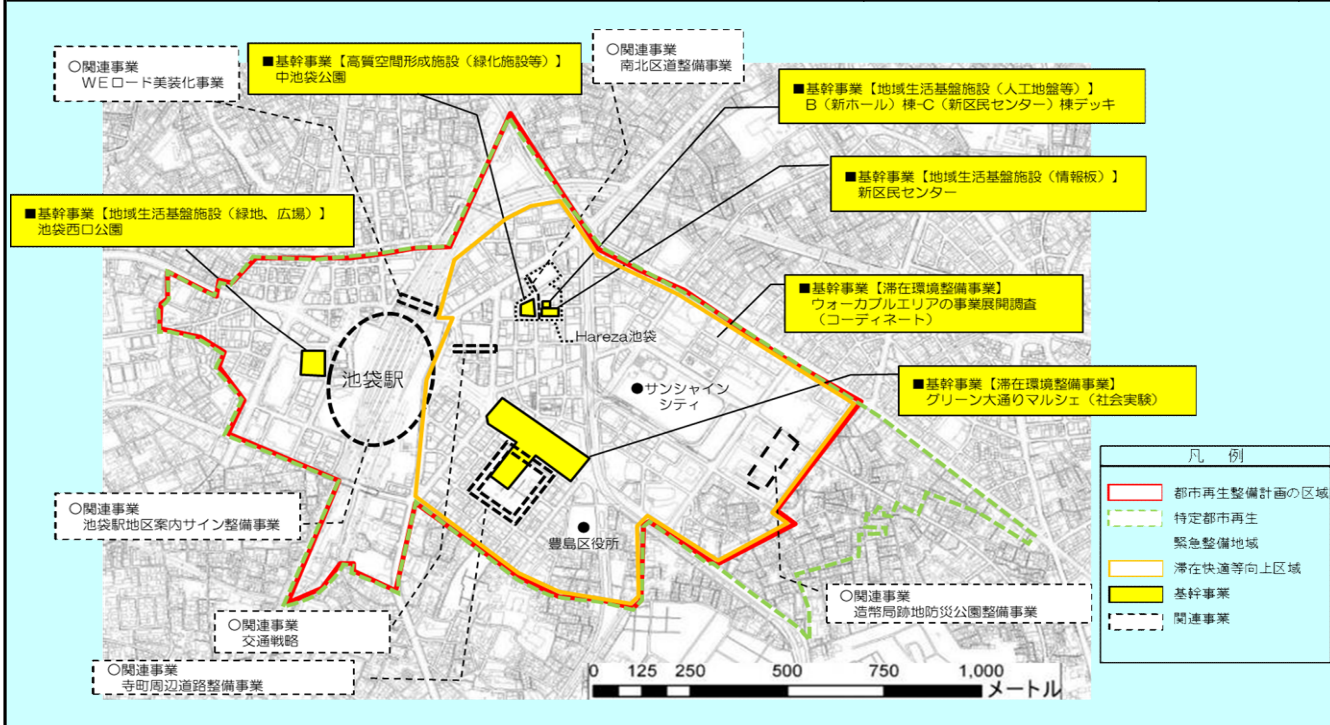 ○関連事業
WEロード美装化事業
■基幹事業【高質空間形成施設（緑化施設等）】
中池袋公園
○関連事業
南北区道整備事業
■基幹事業【地域生活基盤施設（人工地盤等）】
B（新ホール）棟-C（新区民センター）棟デッキ
■基幹事業【地域生活基盤施設（情報板）】
新区民センター
■基幹事業【地域生活基盤施設（緑地、広場）】
池袋西口公園
■基幹事業【滞在環境整備事業】
ウォーカブルエリアの事業展開調査
（コーディネート）
Hareza池袋
池袋駅
●サンシャイン
シティ
■基幹事業【滞在環境整備事業】
グリーン大通りマルシェ（社会実験）
○関連事業
池袋駅地区案内サイン整備事業
豊島区役所
○関連事業
造幣局跡地防災公園整備事業
○関連事業
交通戦略
○関連事業
寺町周辺道路整備事業
凡 例
都市再生整備計画の区域
特定都市再生
緊急整備地域
滞在快適等向上区域
基幹事業
関連事業
0 125 250 500 750 1,000
メートル